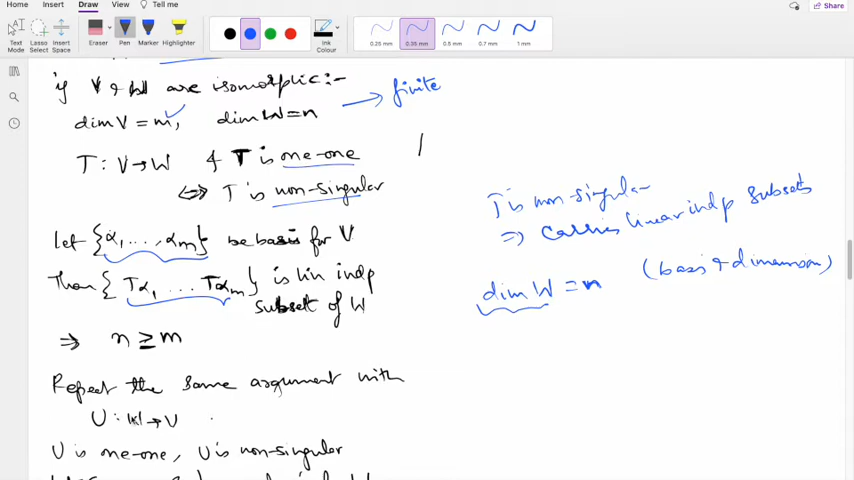 Home Insert Draw View Tell me
Share
Text Mode
Lasso Select
Insert Space
Eraser
Pen
Marker
Highlighter
Ink Colour
0.25 mm
0.35 mm
0.5 mm
0.7 mm
1 mm
if V & W are isomorphic:-
dim V = m, dim W = n → finite
T : V → W & T is one-one
⇔ T is non-singular
let {α1, . . . , αm} be basis for V
Then {Tα1 . . . Tαm} is lin indp
subset of W
⇒ n ≥ m
Repeat the same argument with
U : W → V
U is one-one, U is non-singular
T is non-singular
⇒ carries linear indp subsets
(basis & dimension)
dim W = n